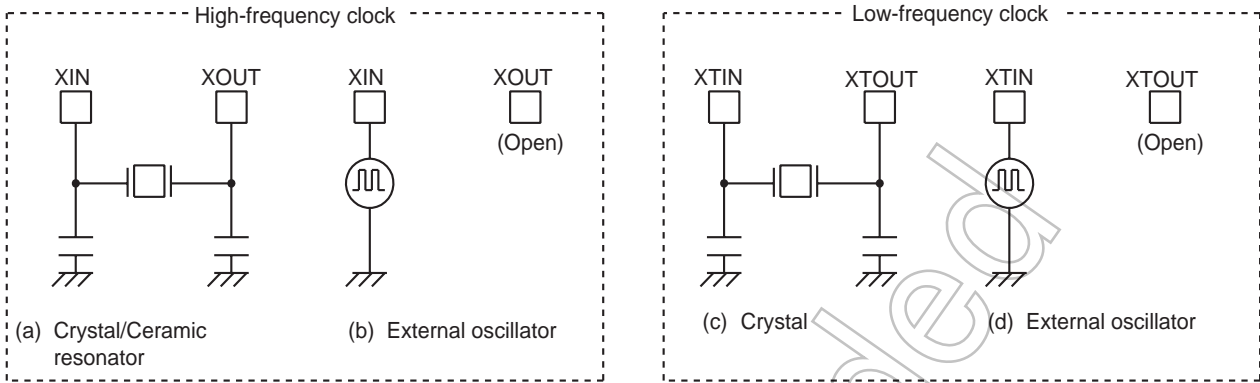 High-frequency clock
XIN XOUT XIN XOUT
(Open)
(a) Crystal/Ceramic
resonator
(b) External oscillator
Low-frequency clock
XTIN XTOUT XTIN XTOUT
(Open)
(c) Crystal
(d) External oscillator